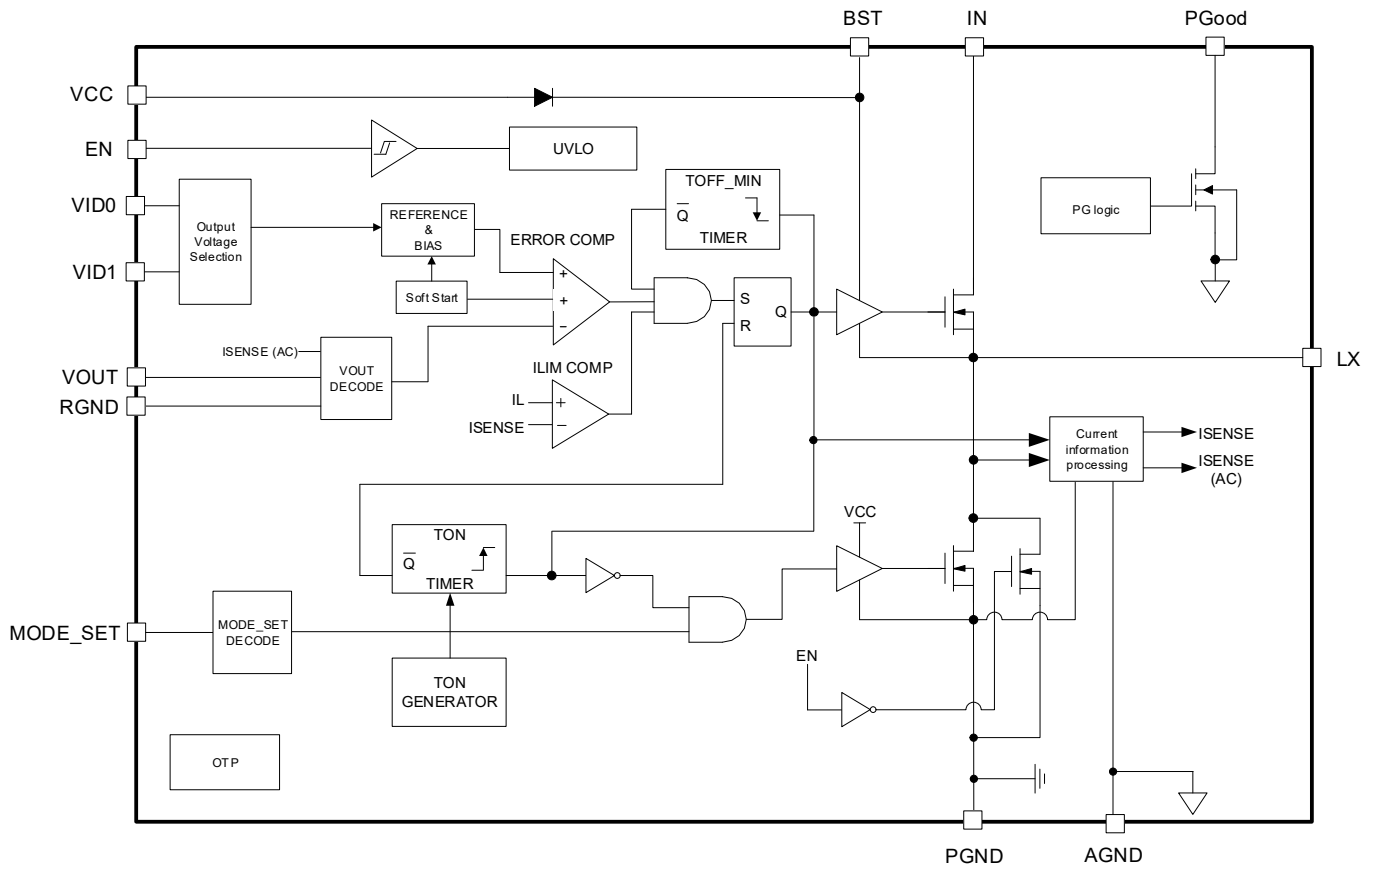 BST
IN
PGood
VCC
EN
UVLO
VID0
VID1
Output
Voltage
Selection
REFERENCE
&
BIAS
Soft Start
ERROR COMP
+
+
−
TOFF_MIN
Q
TIMER
S
R
Q
PG logic
ISENSE (AC)
VOUT
RGND
VOUT
DECODE
ILIM COMP
IL
ISENSE
+
−
LX
Current
information
processing
ISENSE
ISENSE
(AC)
TON
Q
TIMER
VCC
MODE_SET
MODE_SET
DECODE
TON
GENERATOR
EN
OTP
PGND
AGND